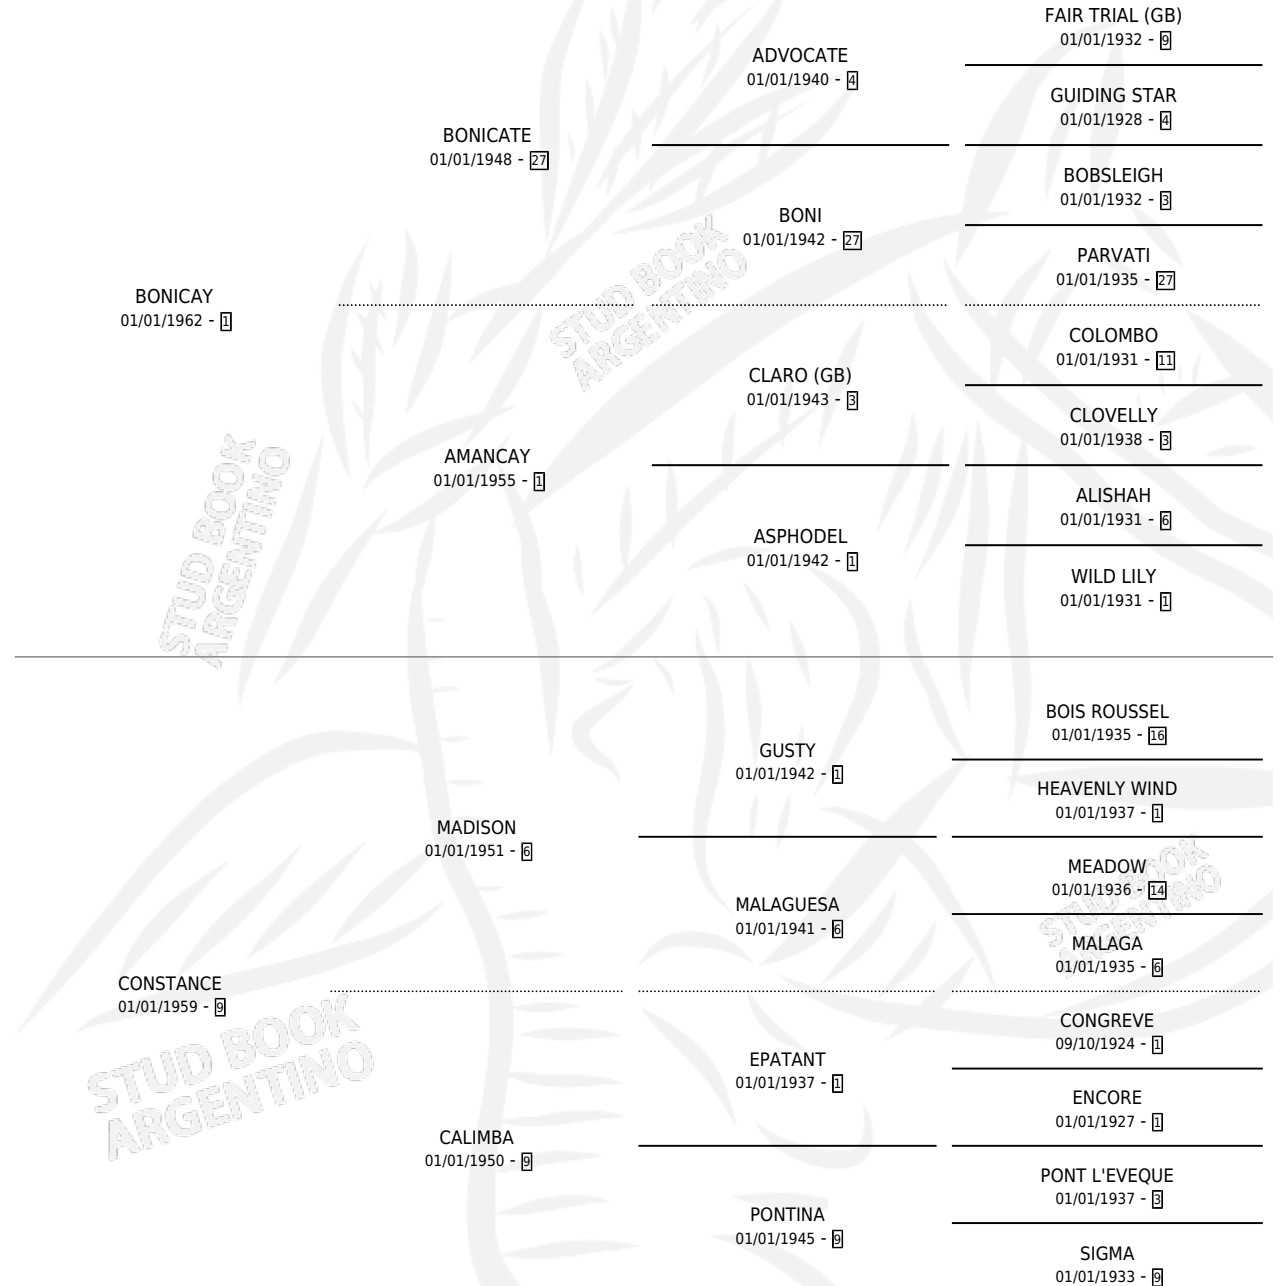 FAIR TRIAL (GB)
01/01/1932 - 9
ADVOCATE
01/01/1940 - 4
GUIDING STAR
01/01/1928 - 4
BONICATE
01/01/1948 - 27
BOBSLEIGH
01/01/1932 - 3
BONI
01/01/1942 - 27
PARVATI
01/01/1935 - 27
BONICAY
01/01/1962 - 1
COLOMBO
01/01/1931 - 11
CLARO (GB)
01/01/1943 - 3
CLOVELLY
01/01/1938 - 3
AMANCAY
01/01/1955 - 1
ALISHAH
01/01/1931 - 6
ASPHODEL
01/01/1942 - 1
WILD LILY
01/01/1931 - 1
STUD BOOK
ARGENTINO
STUD BOOK
ARGENTINO
BOIS ROUSSEL
01/01/1935 - 16
GUSTY
01/01/1942 - 1
HEAVENLY WIND
01/01/1937 - 1
MADISON
01/01/1951 - 6
MEADOW
01/01/1936 - 14
MALAGUESA
01/01/1941 - 6
MALAGA
01/01/1935 - 6
CONSTANCE
01/01/1959 - 9
CONGREVE
09/10/1924 - 1
EPATANT
01/01/1937 - 1
ENCORE
01/01/1927 - 1
CALIMBA
01/01/1950 - 9
PONT L'EVEQUE
01/01/1937 - 3
PONTINA
01/01/1945 - 9
SIGMA
01/01/1933 - 9
STUD BOOK
ARGENTINO
STUD BOOK
ARGENTINO